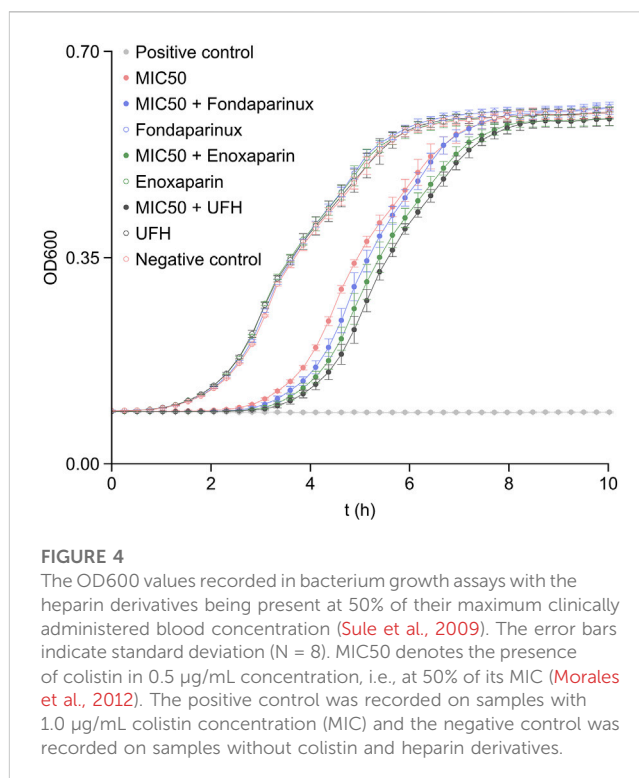 0.70
Positive control
MIC50
MIC50 + Fondaparinux
Fondaparinux
MIC50 + Enoxaparin
Enoxaparin
MIC50 + UFH
UFH
Negative control
OD600
0.35
0.00
0
2
4
6
8
10
t (h)
FIGURE 4
The OD600 values recorded in bacterium growth assays with the
heparin derivatives being present at 50% of their maximum clinically
administered blood concentration (Sule et al., 2009). The error bars
indicate standard deviation (N = 8). MIC50 denotes the presence
of colistin in 0.5 μg/mL concentration, i.e., at 50% of its MIC (Morales
et al., 2012). The positive control was recorded on samples with
1.0 μg/mL colistin concentration (MIC) and the negative control was
recorded on samples without colistin and heparin derivatives.